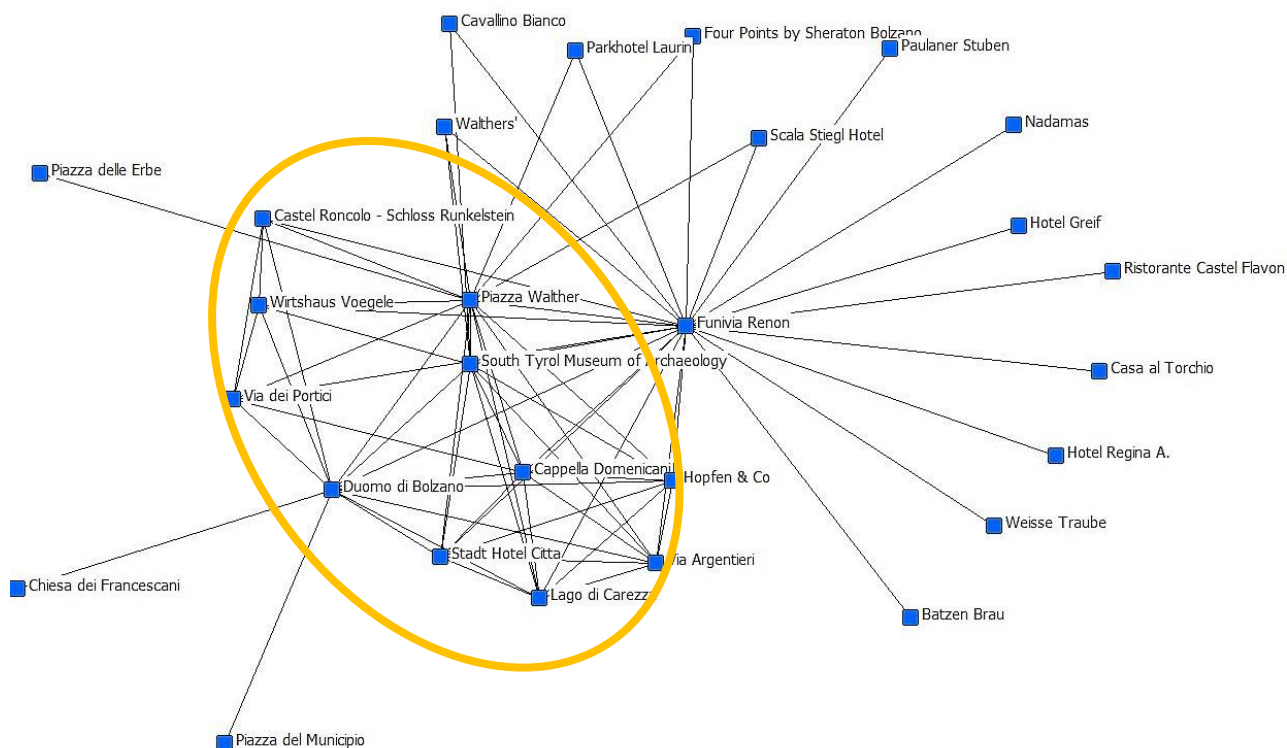 Cavallino Bianco
Four Points by Sheraton Bolzano
Parkhotel Laurin
Paulaner Stuben
Walthers'
Nadamas
Scala Stiegl Hotel
Piazza delle Erbe
Castel Roncolo - Schloss Runkelstein
Hotel Greif
Ristorante Castel Flavon
Piazza Walther
Wirtshaus Voegele
Funivia Renon
South Tyrol Museum of Archaeology
Casa al Torchio
Via dei Portici
Hotel Regina A.
Cappella Domenicani
Hopfen & Co
Duomo di Bolzano
Weisse Traube
Stadt Hotel Citta
Via Argentieri
Chiesa dei Francescani
Lago di Carezza
Batzen Brau
Piazza del Municipio